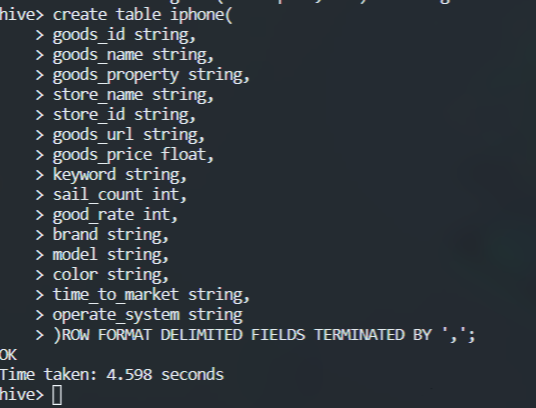 hive> create table iphone(
    > goods_id string,
    > goods_name string,
    > goods_property string,
    > store_name string,
    > store_id string,
    > goods_url string,
    > goods_price float,
    > keyword string,
    > sail_count int,
    > good_rate int,
    > brand string,
    > model string,
    > color string,
    > time_to_market string,
    > operate_system string
    > )ROW FORMAT DELIMITED FIELDS TERMINATED BY ',';
OK
Time taken: 4.598 seconds
hive>